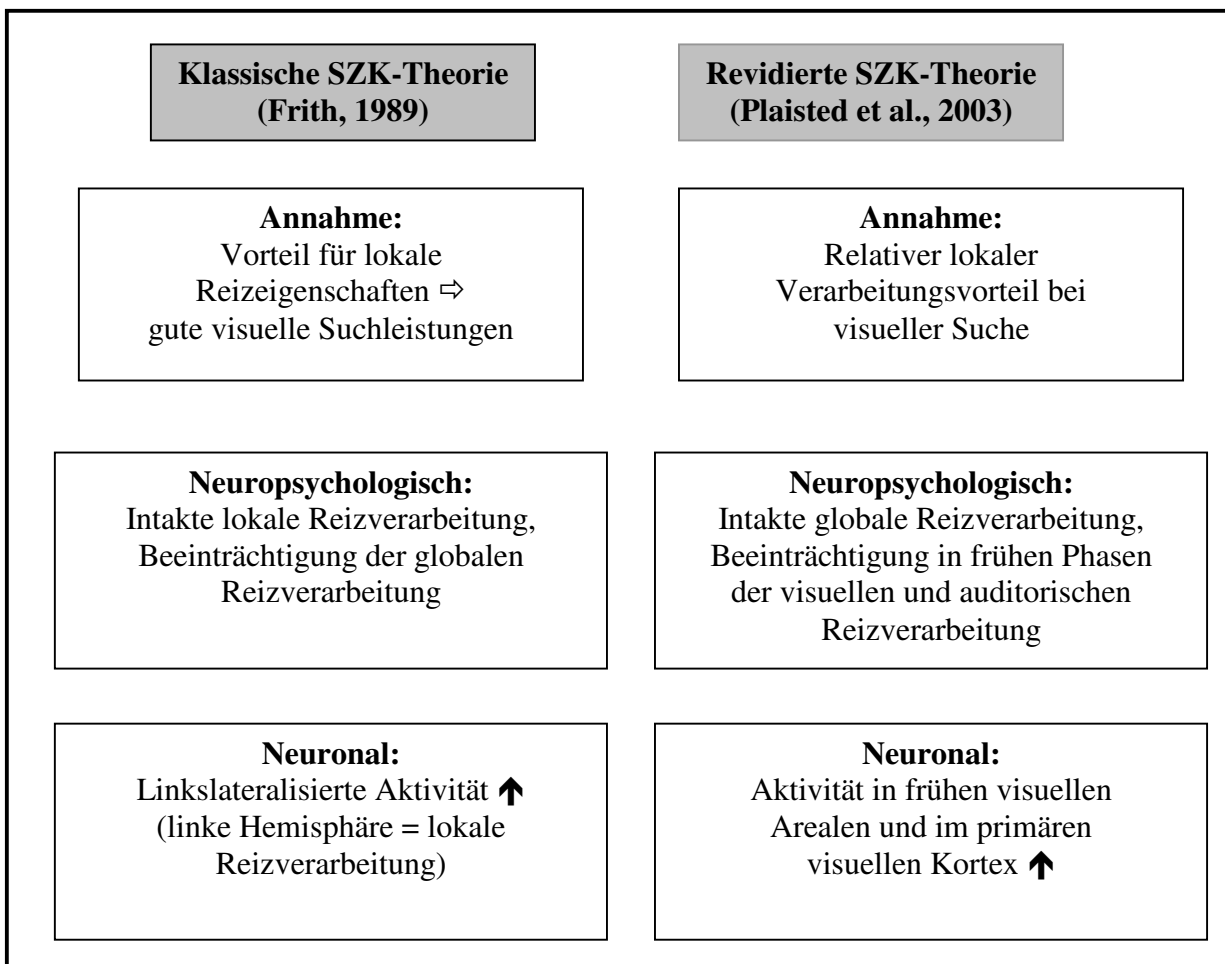 Klassische SZK-Theorie
(Frith, 1989)
Revidierte SZK-Theorie
(Plaisted et al., 2003)
Annahme:
Vorteil für lokale
Reizeigenschaften ⇨
gute visuelle Suchleistungen
Annahme:
Relativer lokaler
Verarbeitungsvorteil bei
visueller Suche
Neuropsychologisch:
Intakte lokale Reizverarbeitung,
Beeinträchtigung der globalen
Reizverarbeitung
Neuropsychologisch:
Intakte globale Reizverarbeitung,
Beeinträchtigung in frühen Phasen
der visuellen und auditorischen
Reizverarbeitung
Neuronal:
Linkslateralisierte Aktivität 🡩
(linke Hemisphäre = lokale
Reizverarbeitung)
Neuronal:
Aktivität in frühen visuellen
Arealen und im primären
visuellen Kortex 🡩